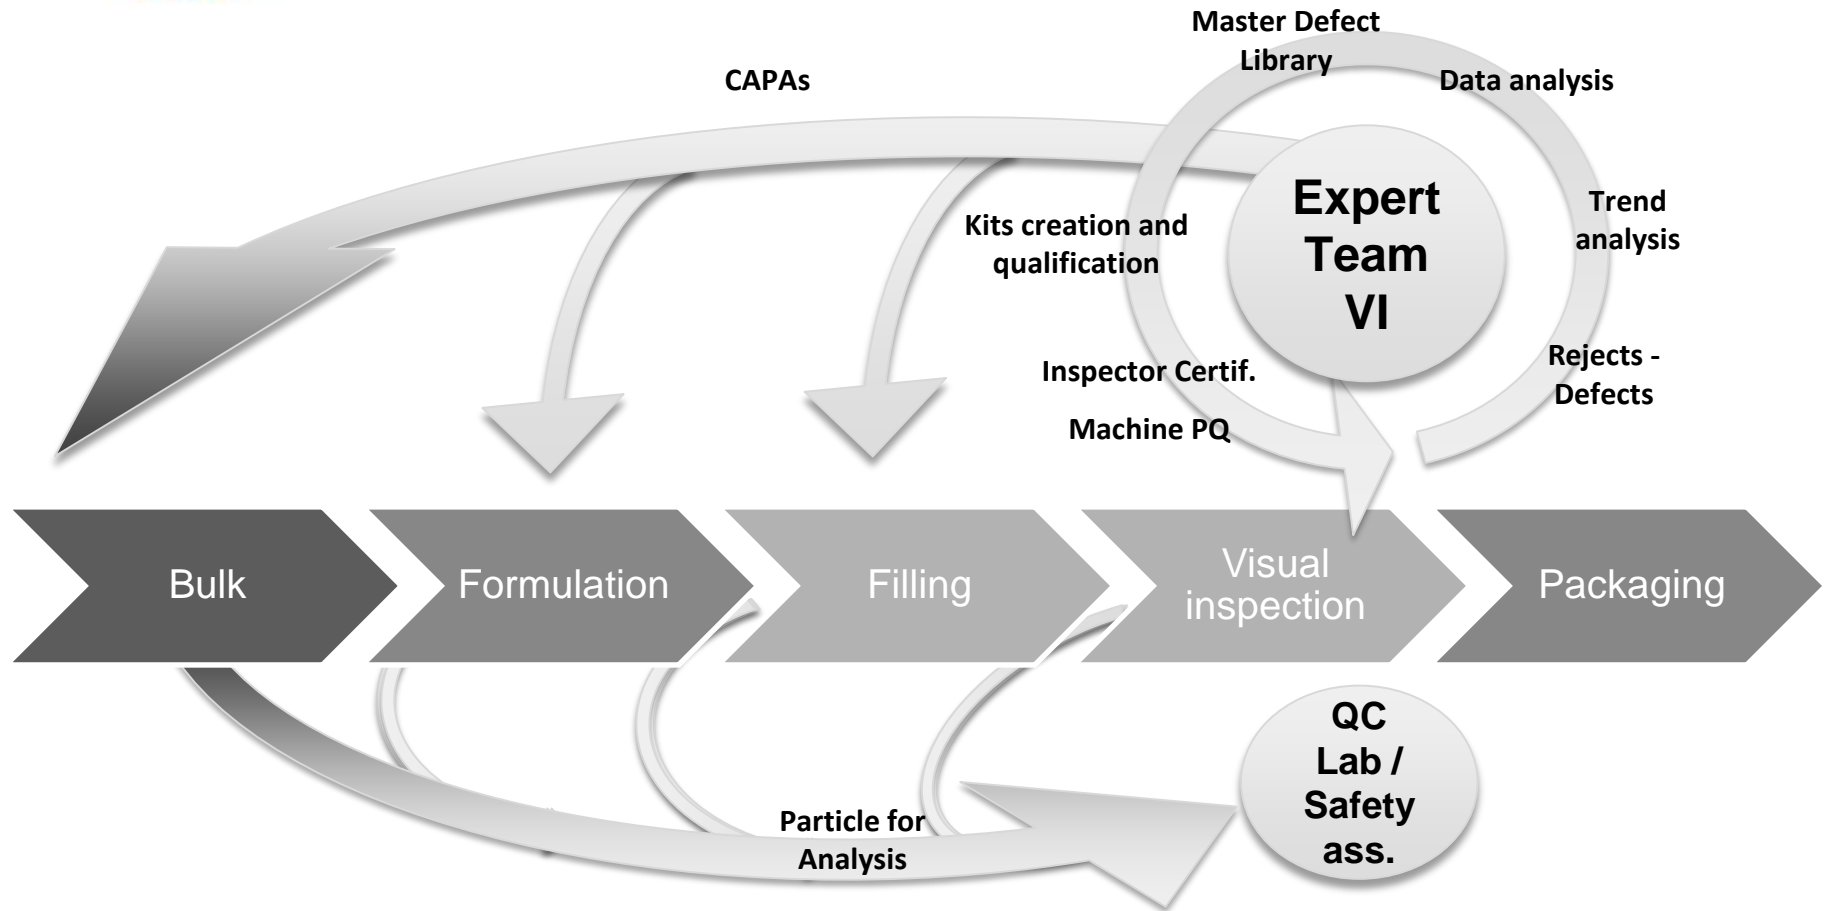 Master Defect
Library
CAPAs
Data analysis
Expert
Team
VI
Trend
analysis
Kits creation and
qualification
Rejects -
Defects
Inspector Certif.
Machine PQ
Bulk
Formulation
Filling
Visual
inspection
Packaging
QC
Lab /
Safety
ass.
Particle for
Analysis